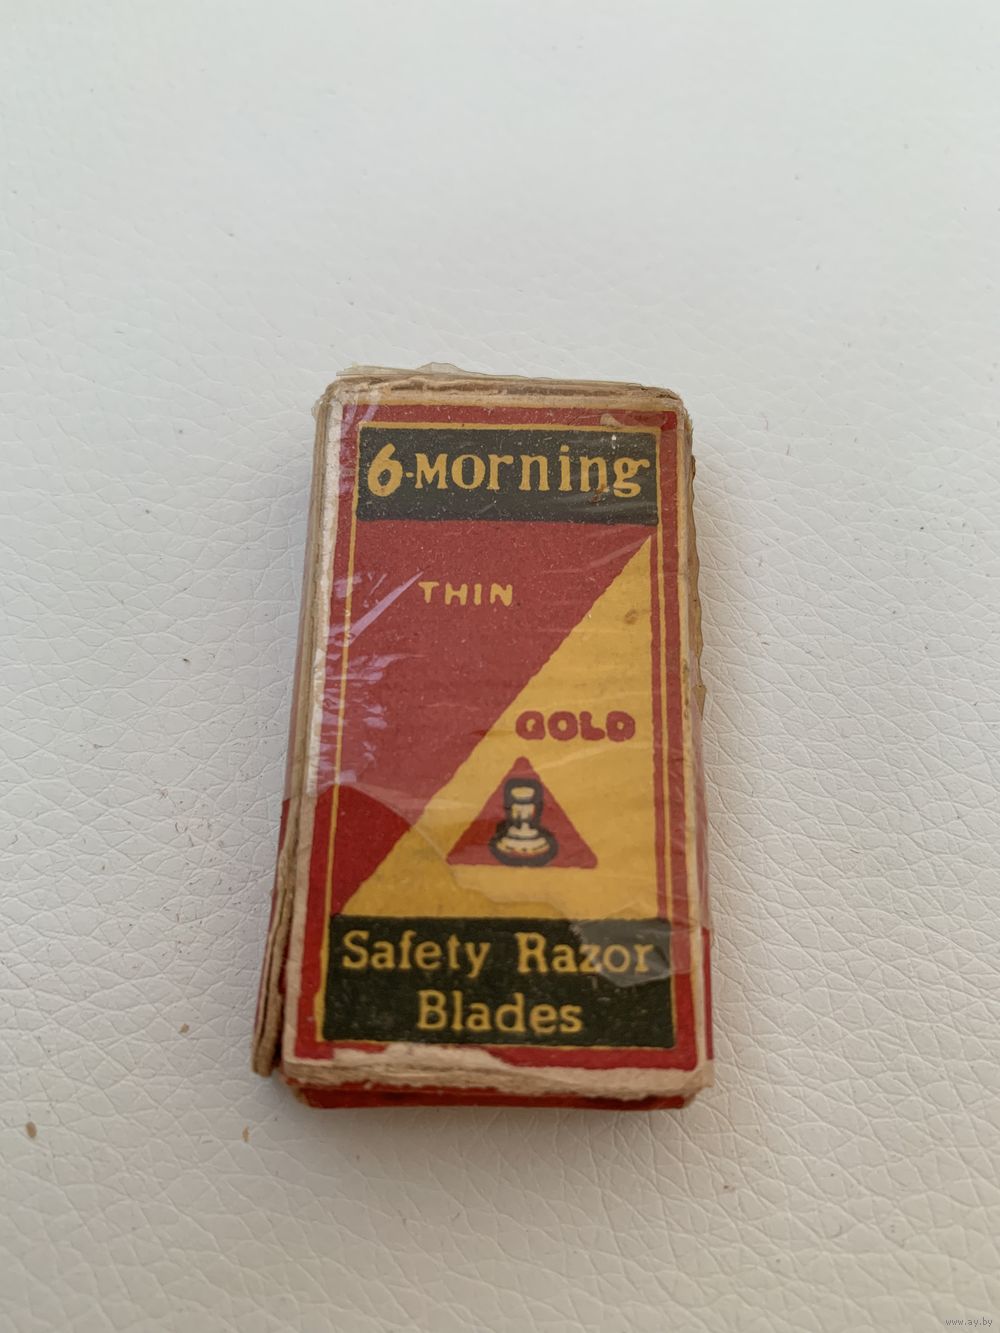 6-Morning
THIN
GOLD
Safety Razor
Blades
www.ay.by